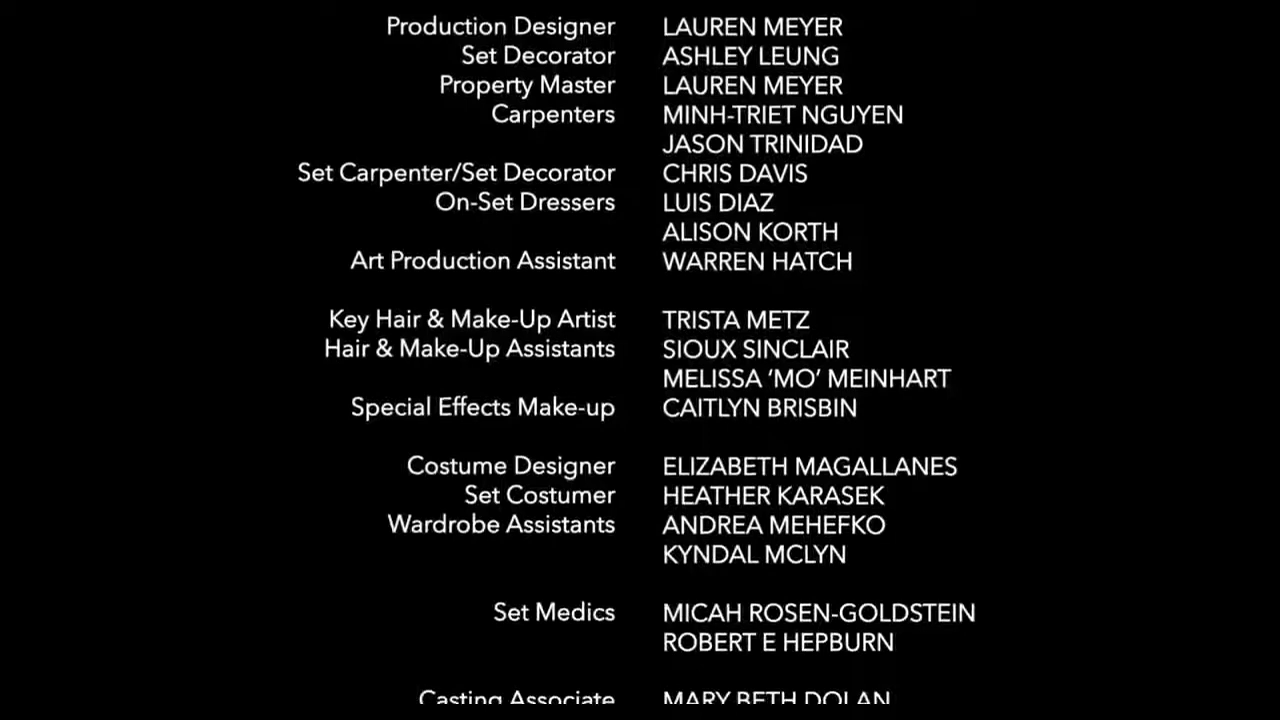 Production Designer LAUREN MEYER
Set Decorator ASHLEY LEUNG
Property Master LAUREN MEYER
Carpenters MINH-TRIET NGUYEN
JASON TRINIDAD
Set Carpenter/Set Decorator CHRIS DAVIS
On-Set Dressers LUIS DIAZ
ALISON KORTH
Art Production Assistant WARREN HATCH
Key Hair & Make-Up Artist TRISTA METZ
Hair & Make-Up Assistants SIOUX SINCLAIR
MELISSA ‘MO’ MEINHART
Special Effects Make-up CAITLYN BRISBIN
Costume Designer ELIZABETH MAGALLANES
Set Costumer HEATHER KARASEK
Wardrobe Assistants ANDREA MEHEFKO
KYNDAL MCLYN
Set Medics MICAH ROSEN-GOLDSTEIN
ROBERT E HEPBURN
Casting Associate MARY BETH DOLAN